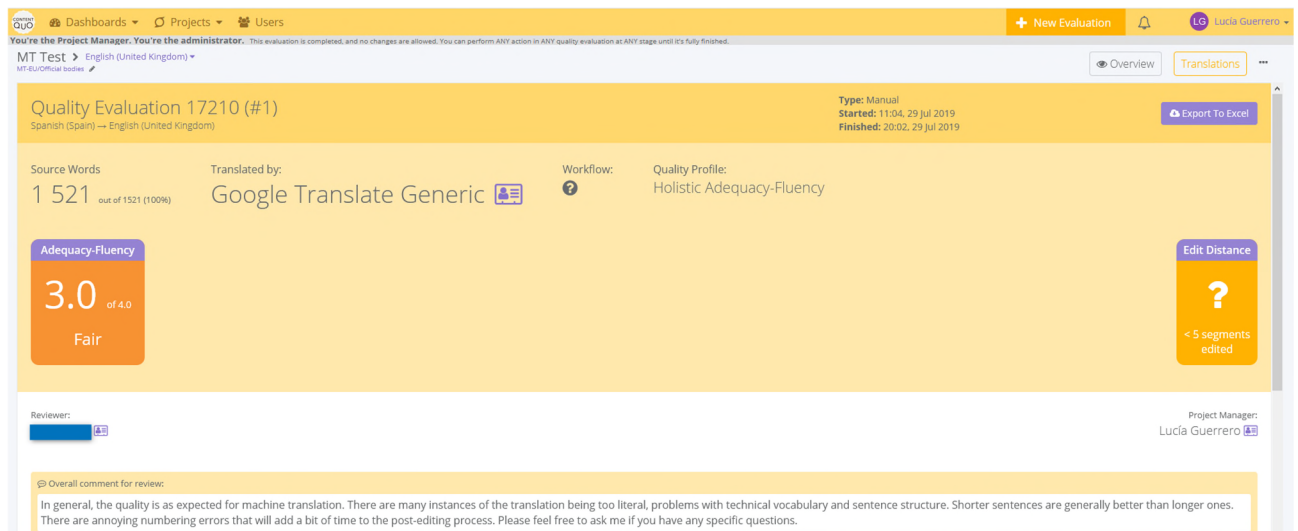 CONTENT QUO Dashboards Projects Users + New Evaluation LG Lucía Guerrero
You're the Project Manager. You're the administrator. This evaluation is completed, and no changes are allowed. You can perform ANY action in ANY quality evaluation at ANY stage until it's fully finished.
MT Test > English (United Kingdom)
MT-EU/Official bodies
Overview Translations ...
Quality Evaluation 17210 (#1)
Spanish (Spain) → English (United Kingdom)
Type: Manual
Started: 11:04, 29 Jul 2019
Finished: 20:02, 29 Jul 2019
Export To Excel
Source Words
1 521 out of 1521 (100%)
Translated by:
Google Translate Generic
Workflow:
?
Quality Profile:
Holistic Adequacy-Fluency
Adequacy-Fluency
3.0 of 4.0
Fair
Edit Distance
?
< 5 segments
edited
Reviewer:
Project Manager:
Lucía Guerrero
Overall comment for review:
In general, the quality is as expected for machine translation. There are many instances of the translation being too literal, problems with technical vocabulary and sentence structure. Shorter sentences are generally better than longer ones.
There are annoying numbering errors that will add a bit of time to the post-editing process. Please feel free to ask me if you have any specific questions.